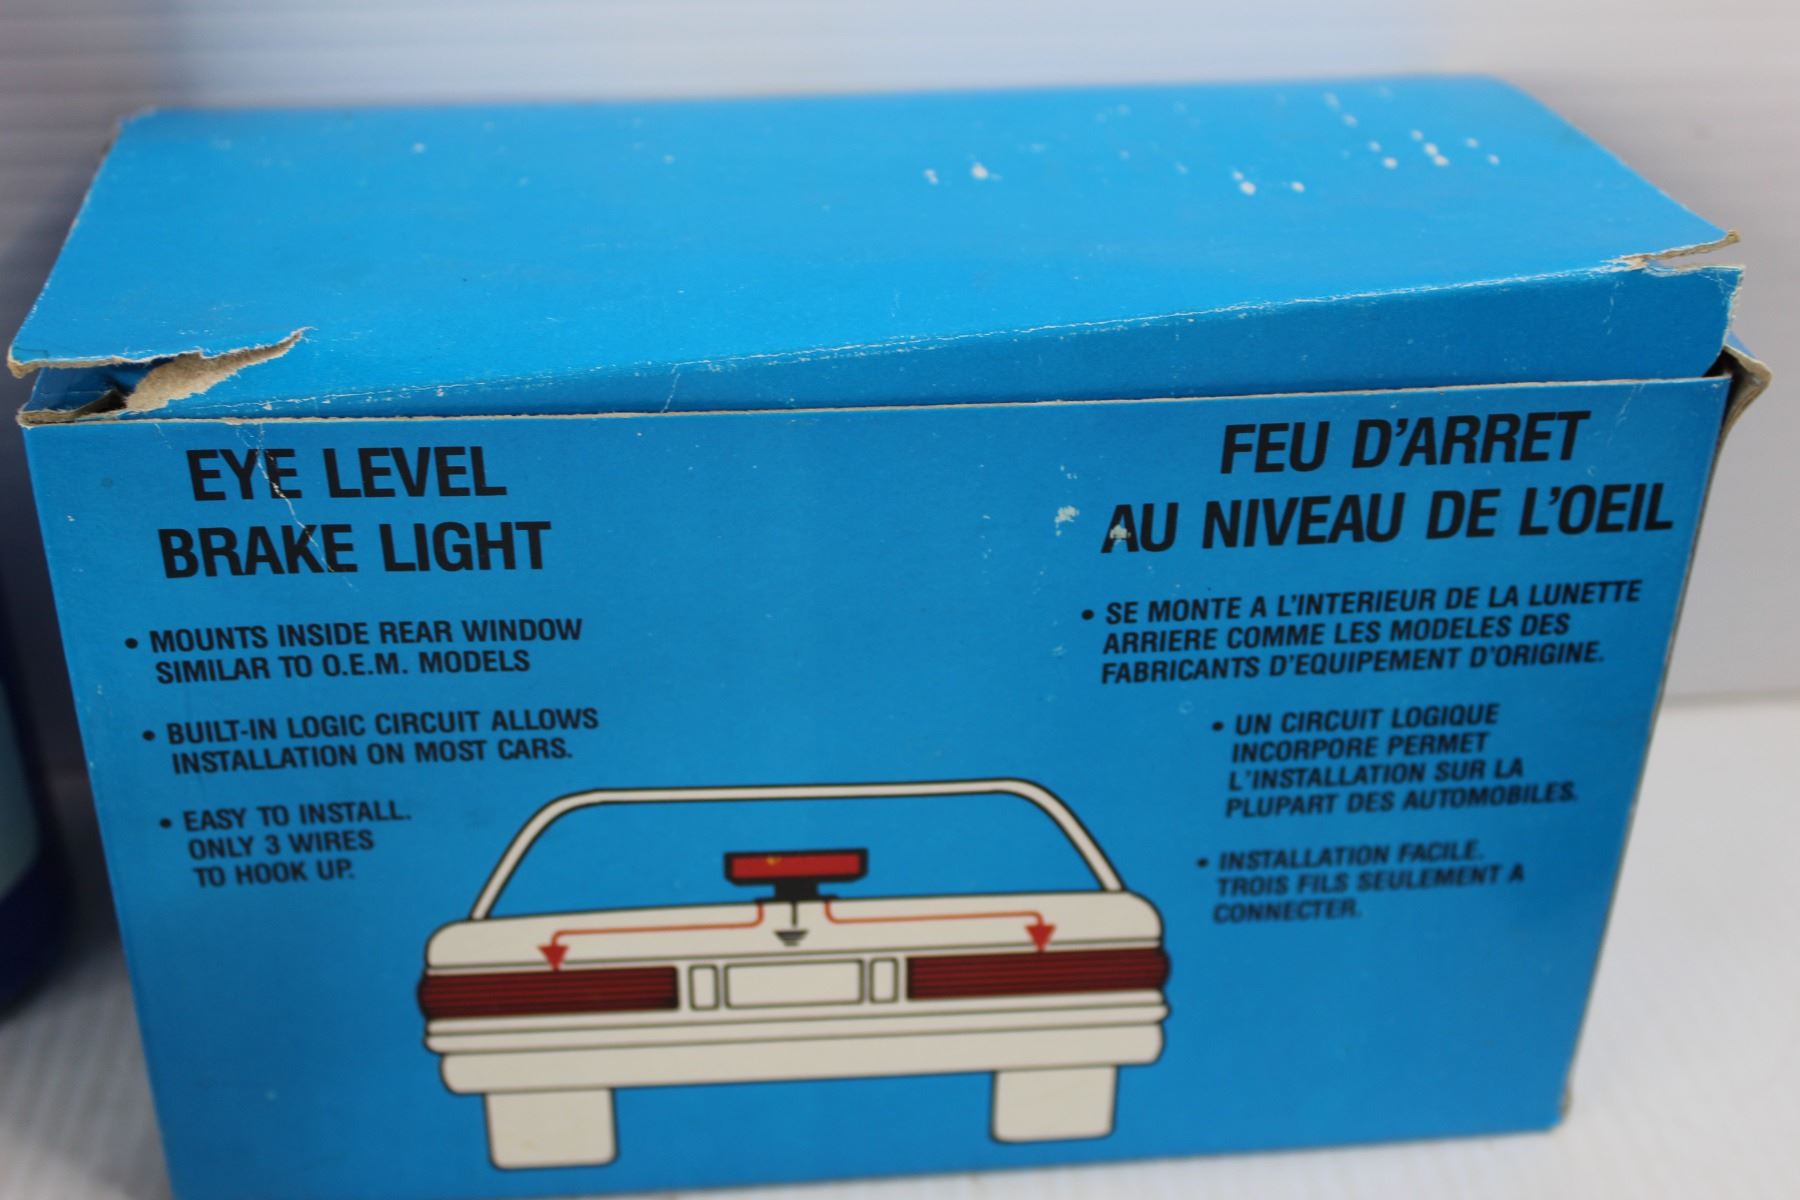 EYE LEVEL
BRAKE LIGHT
• MOUNTS INSIDE REAR WINDOW
SIMILAR TO O.E.M. MODELS
• BUILT-IN LOGIC CIRCUIT ALLOWS
INSTALLATION ON MOST CARS.
• EASY TO INSTALL.
ONLY 3 WIRES
TO HOOK UP.
FEU D'ARRET
AU NIVEAU DE L'OEIL
• SE MONTE A L'INTERIEUR DE LA LUNETTE
ARRIERE COMME LES MODELES DES
FABRICANTS D'EQUIPEMENT D'ORIGINE.
• UN CIRCUIT LOGIQUE
INCORPORE PERMET
L'INSTALLATION SUR LA
PLUPART DES AUTOMOBILES.
• INSTALLATION FACILE.
TROIS FILS SEULEMENT A
CONNECTER.